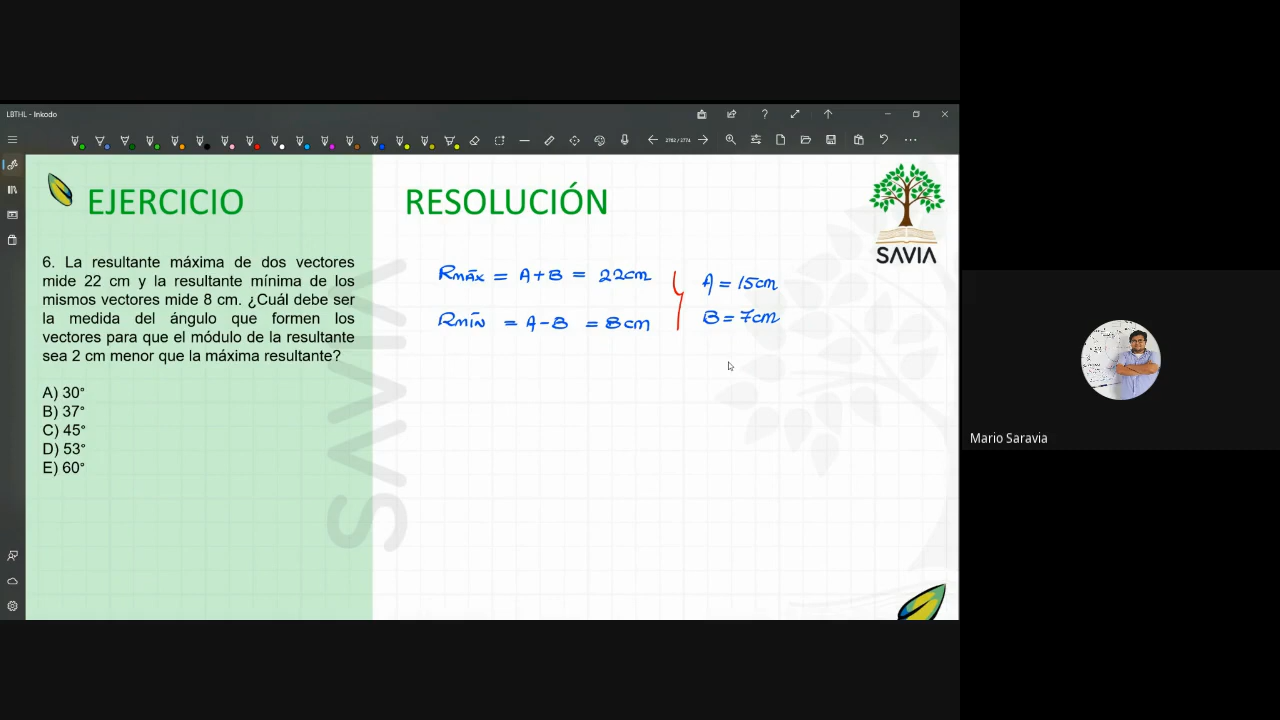 LBTHL - Inkodo
2762 / 2774
EJERCICIO
RESOLUCIÓN
SAVIA
6. La resultante máxima de dos vectores
mide 22 cm y la resultante mínima de los
mismos vectores mide 8 cm. ¿Cuál debe ser
la medida del ángulo que formen los
vectores para que el módulo de la resultante
sea 2 cm menor que la máxima resultante?
A) 30°
B) 37°
C) 45°
D) 53°
E) 60°
Rmáx = A+B = 22cm
Rmín = A-B = 8cm
A = 15cm
B = 7cm
SAVIA
Mario Saravia